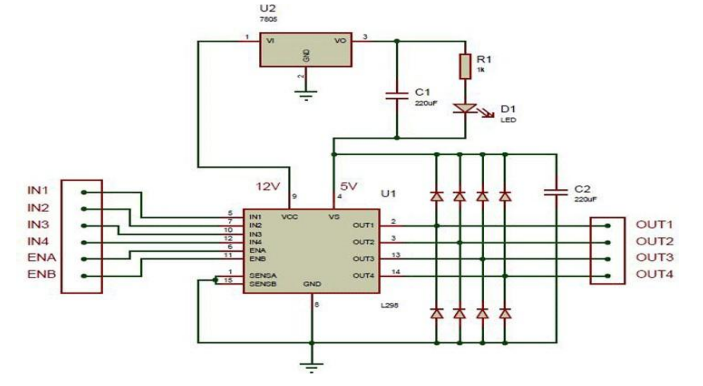 U2
7805
1 VI VO 3
GND
2
R1
1k
C1
220uF
D1
LED
12V 5V
9 4
U1
C2
220uF
IN1
IN2
IN3
IN4
ENA
ENB
5 IN1 VCC VS OUT1 2
7 IN2 OUT2 3
10 IN3 OUT3 13
12 IN4 OUT4 14
6 ENA
11 ENB
1 SENSA
15 SENSB
GND
8
L298
OUT1
OUT2
OUT3
OUT4